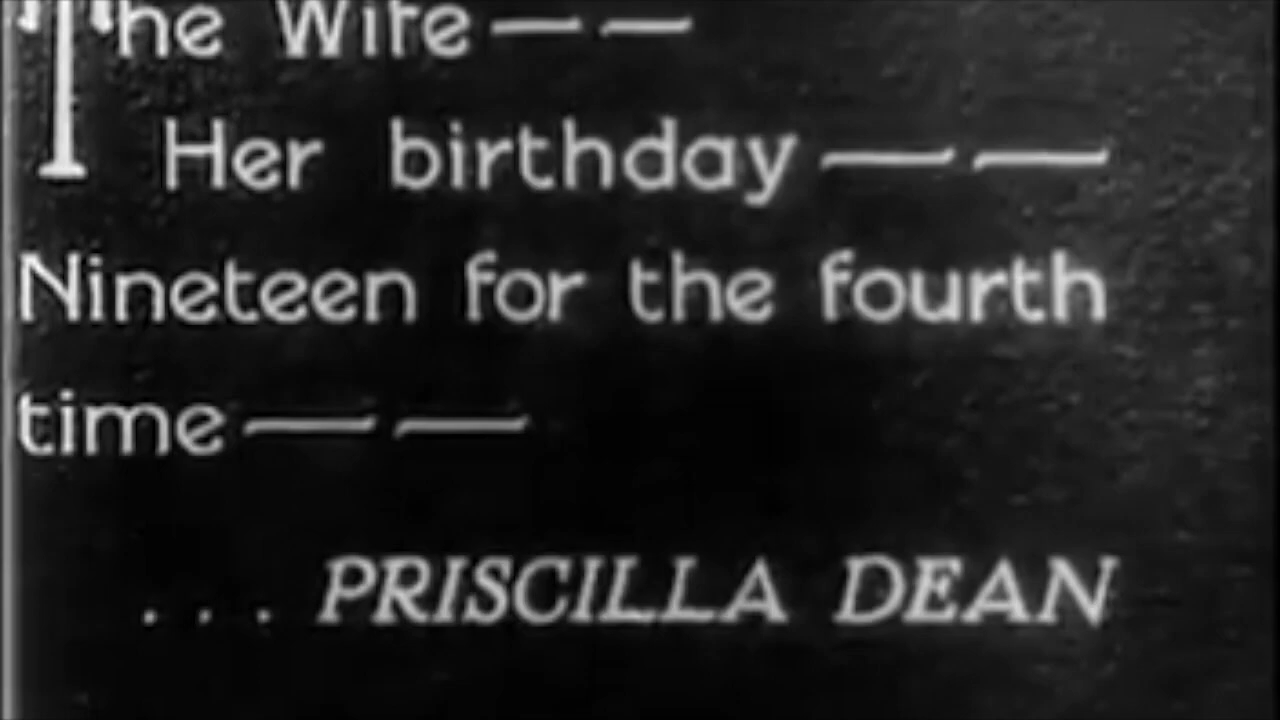 The Wife — —
Her birthday — —
Nineteen for the fourth
time — —
. . . PRISCILLA DEAN